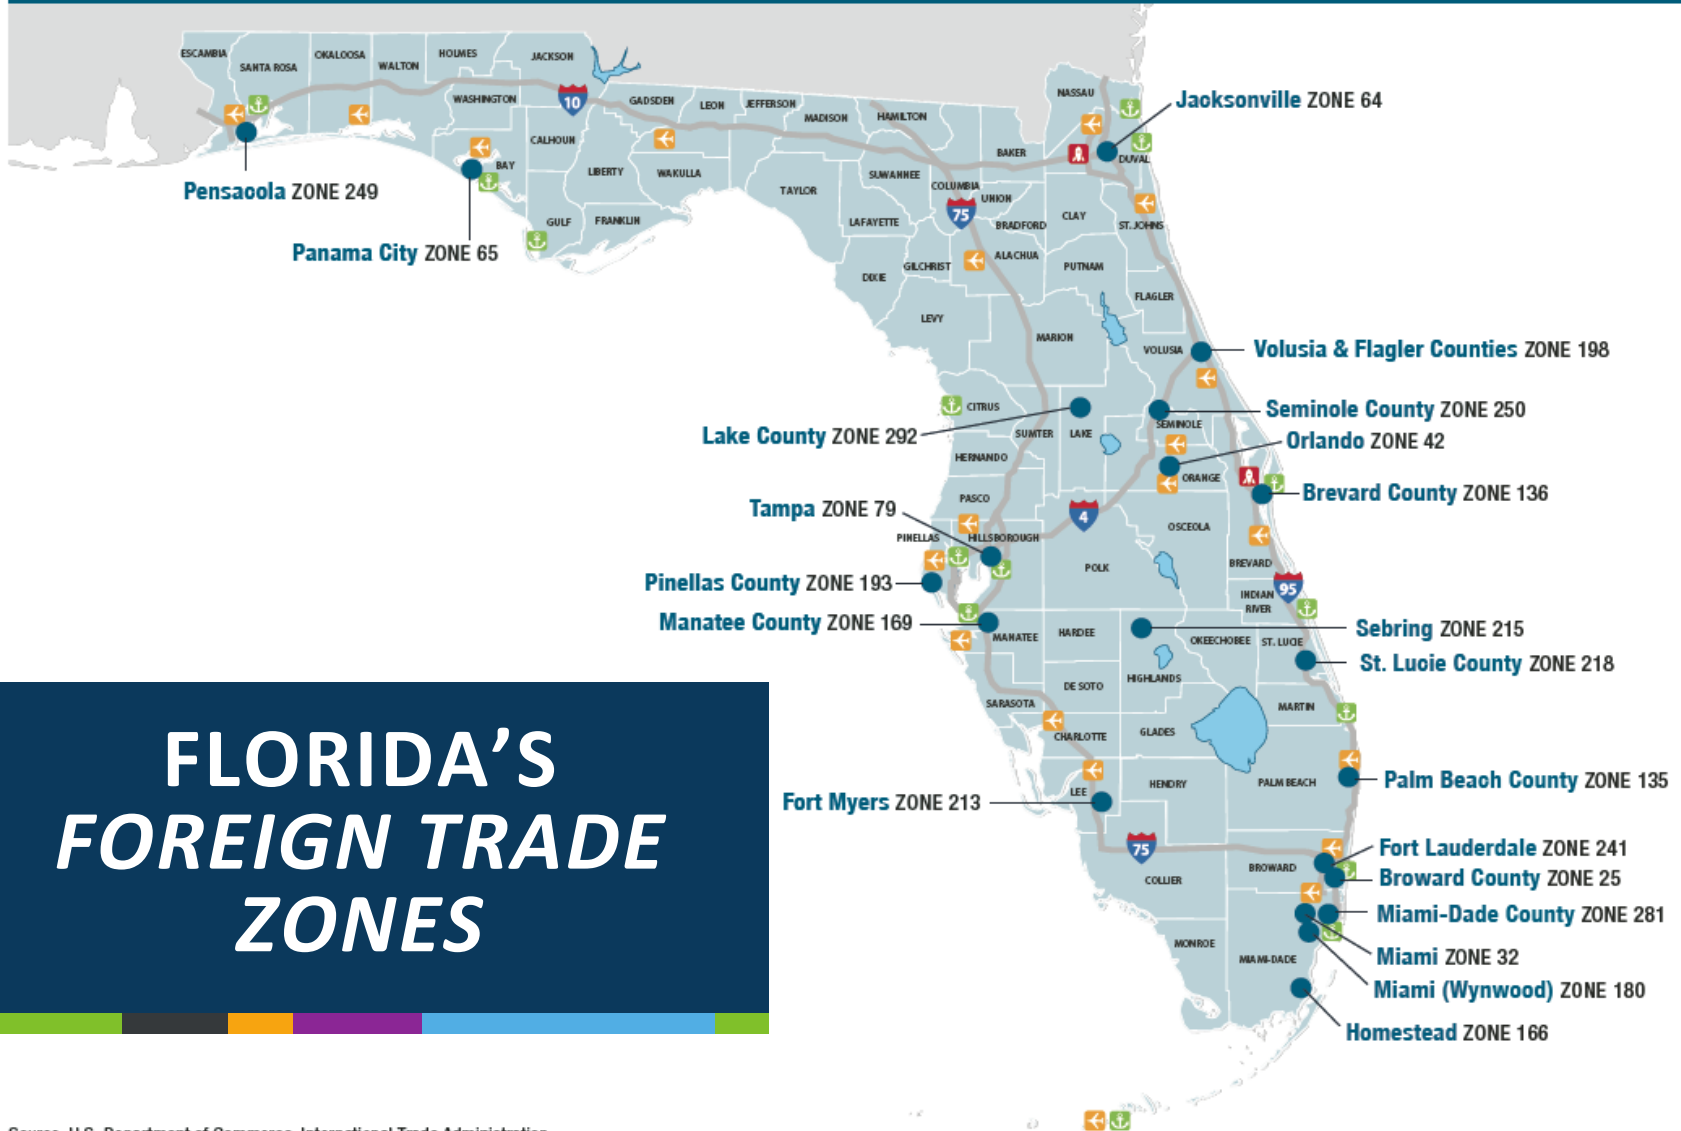 ESCAMBIA
SANTA ROSA
OKALOOSA
WALTON
HOLMES
JACKSON
WASHINGTON
10
GADSDEN
LEON
JEFFERSON
MADISON
HAMILTON
NASSAU
Jacksonville ZONE 64
CALHOUN
BAY
LIBERTY
WAKULLA
TAYLOR
SUWANNEE
BAKER
DUVAL
COLUMBIA
UNION
75
Pensaoola ZONE 249
Panama City ZONE 65
GULF
FRANKLIN
LAFAYETTE
BRADFORD
CLAY
ST. JOHNS
DIXIE
GILCHRIST
ALACHUA
PUTNAM
FLAGLER
LEVY
MARION
VOLUSIA
Volusia & Flagler Counties ZONE 198
CITRUS
Lake County ZONE 292
SUMTER
LAKE
SEMINOLE
Seminole County ZONE 250
Orlando ZONE 42
HERNANDO
ORANGE
Brevard County ZONE 136
PASCO
Tampa ZONE 79
4
OSCEOLA
PINELLAS
HILLSBOROUGH
POLK
BREVARD
Pinellas County ZONE 193
95
INDIAN
RIVER
Manatee County ZONE 169
MANATEE
HARDEE
Sebring ZONE 215
OKEECHOBEE
ST. LUCIE
St. Luoie County ZONE 218
HIGHLANDS
DE SOTO
SARASOTA
MARTIN
CHARLOTTE
GLADES
Palm Beach County ZONE 135
PALM BEACH
HENDRY
LEE
Fort Myers ZONE 213
75
Fort Lauderdale ZONE 241
BROWARD
Broward County ZONE 25
COLLIER
Miami-Dade County ZONE 281
MONROE
MIAMI-DADE
Miami ZONE 32
Miami (Wynwood) ZONE 180
Homestead ZONE 166
FLORIDA'S
FOREIGN TRADE
ZONES
Source: U.S. Department of Commerce, International Trade Administration